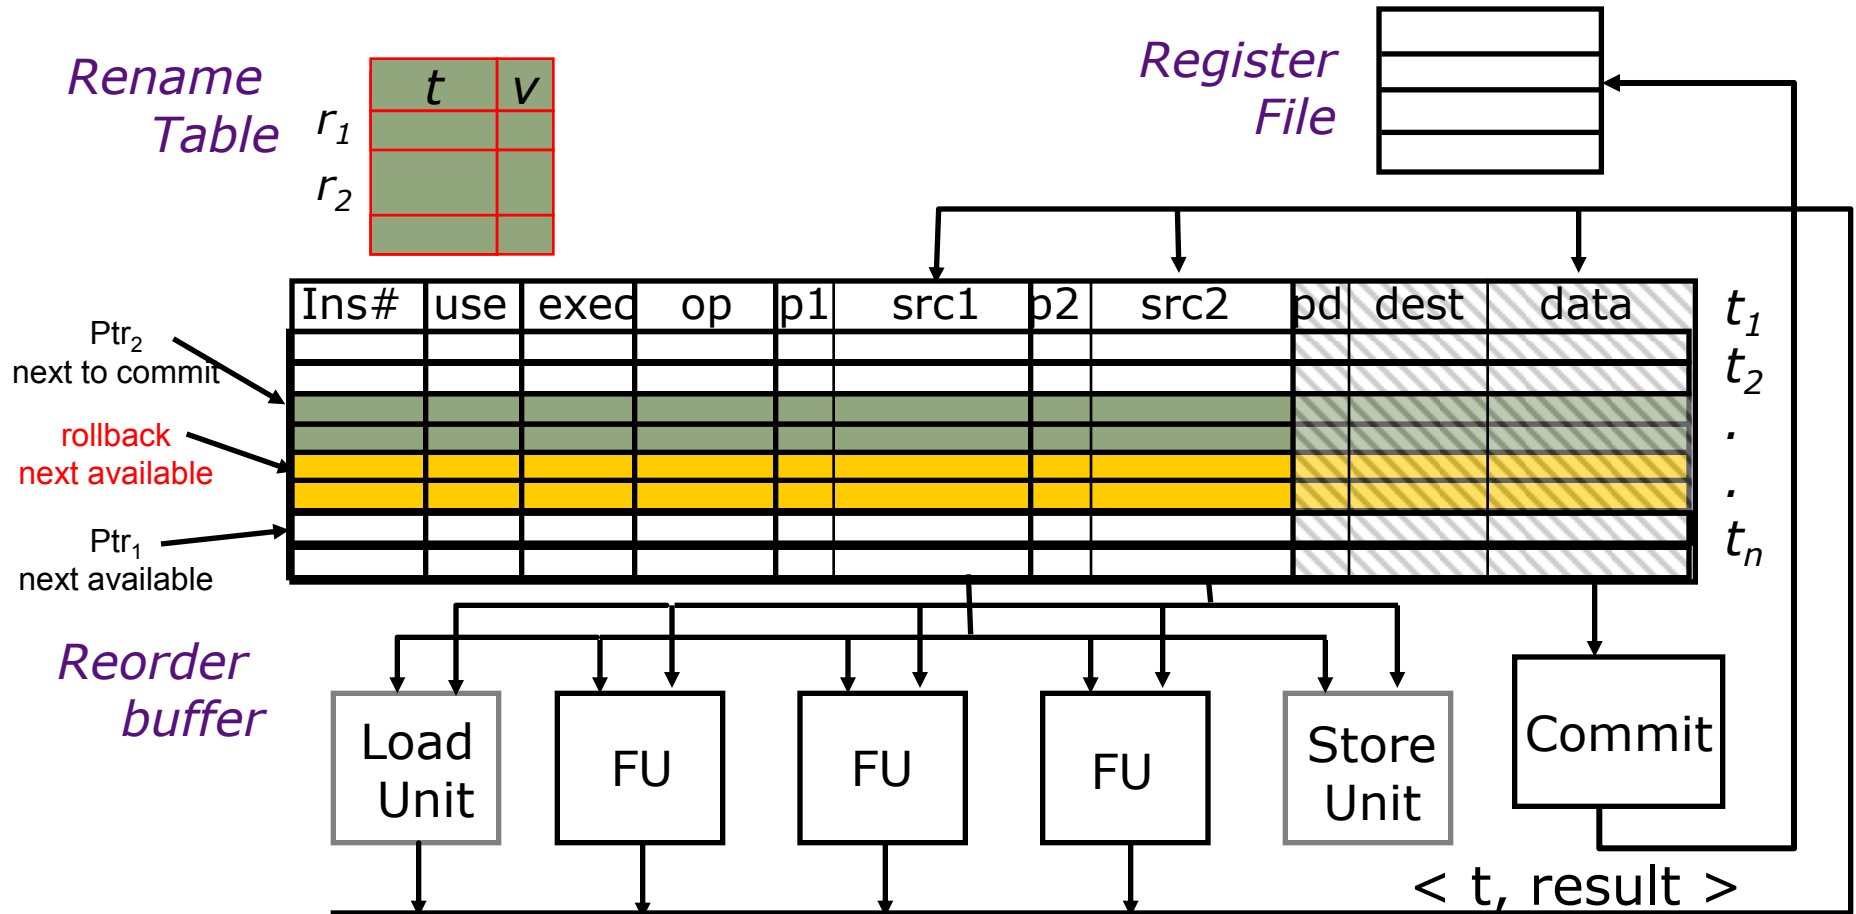 Rename
Table
t v
r1
r2
Register
File
Ins# use exec op p1 src1 p2 src2 pd dest data
t1
t2
.
.
tn
Ptr2
next to commit
rollback
next available
Ptr1
next available
Reorder
buffer
Load
Unit
FU
FU
FU
Store
Unit
Commit
< t, result >